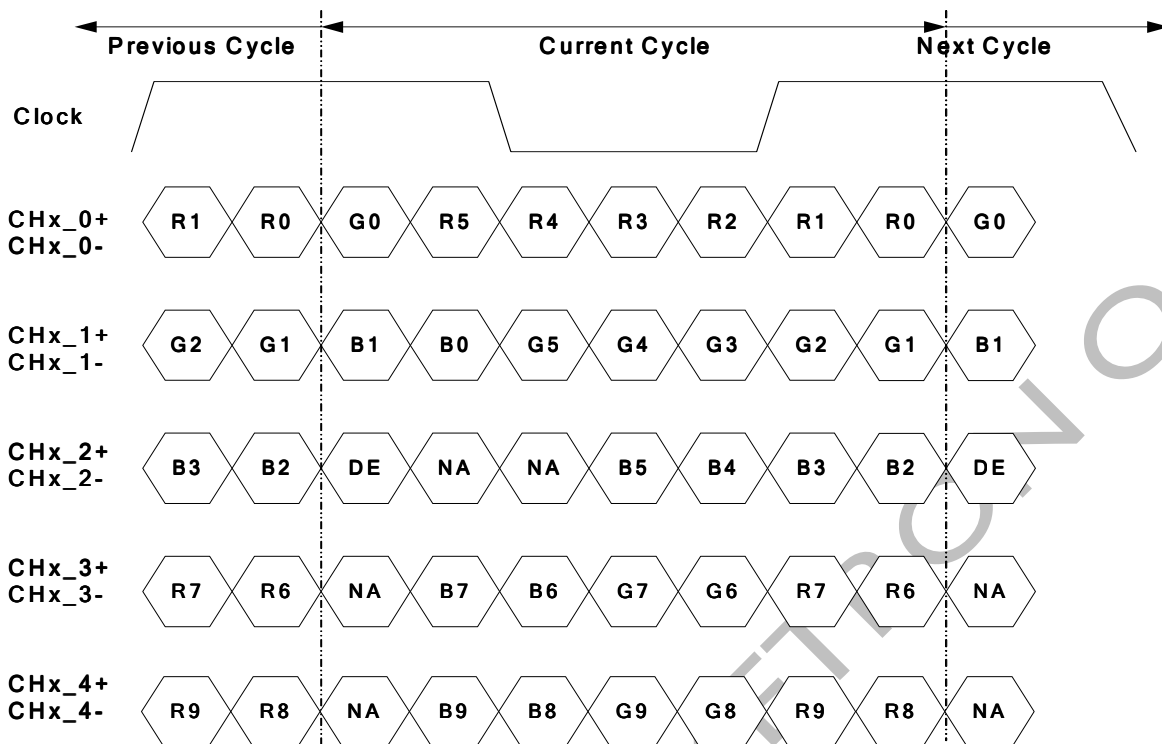 Previous Cycle Current Cycle Next Cycle
Clock
CHx_0+ R1 R0 G0 R5 R4 R3 R2 R1 R0 G0
CHx_0-
CHx_1+ G2 G1 B1 B0 G5 G4 G3 G2 G1 B1
CHx_1-
CHx_2+ B3 B2 DE NA NA B5 B4 B3 B2 DE
CHx_2-
CHx_3+ R7 R6 NA B7 B6 G7 G6 R7 R6 NA
CHx_3-
CHx_4+ R9 R8 NA B9 B8 G9 G8 R9 R8 NA
CHx_4-